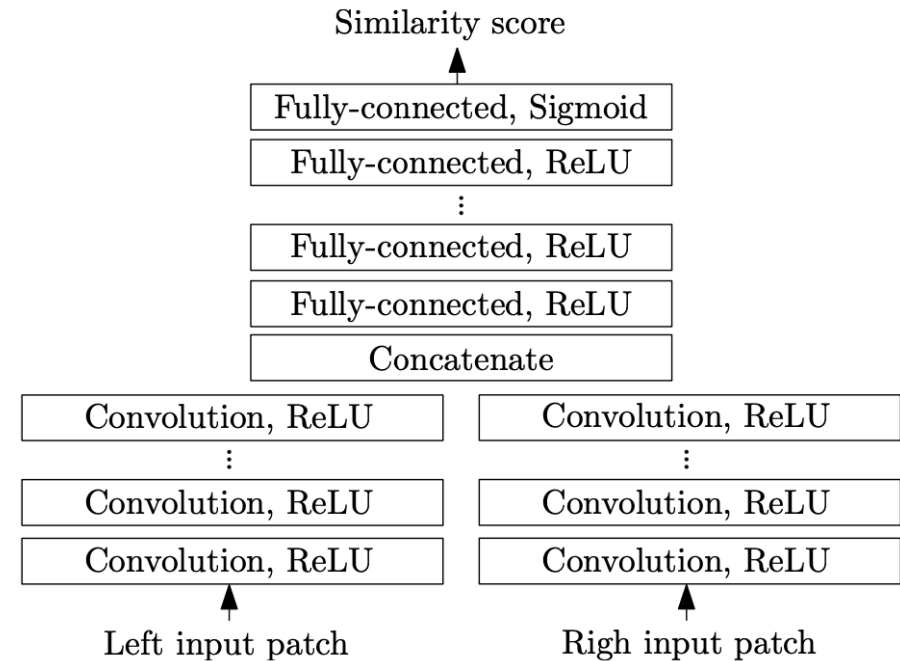 Similarity score
Fully-connected, Sigmoid
Fully-connected, ReLU
⋮
Fully-connected, ReLU
Fully-connected, ReLU
Concatenate
Convolution, ReLU Convolution, ReLU
⋮ ⋮
Convolution, ReLU Convolution, ReLU
Convolution, ReLU Convolution, ReLU
Left input patch Righ input patch